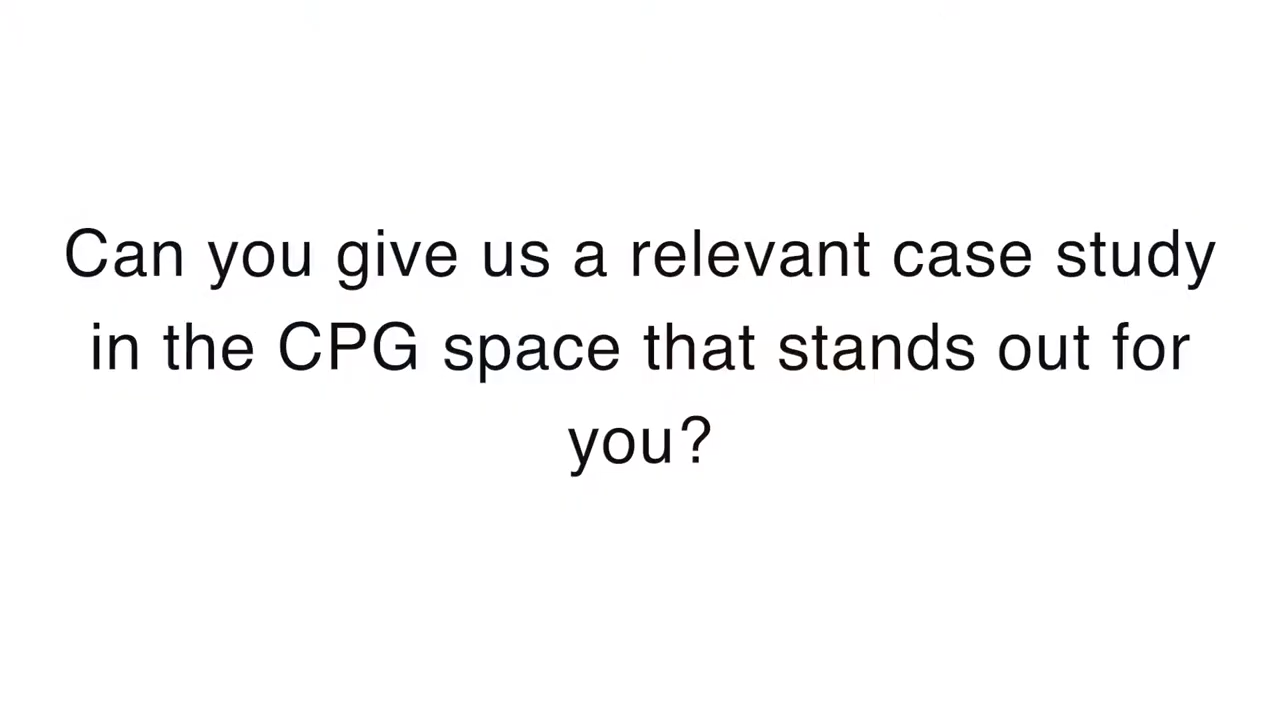 Can you give us a relevant case study
in the CPG space that stands out for
you?